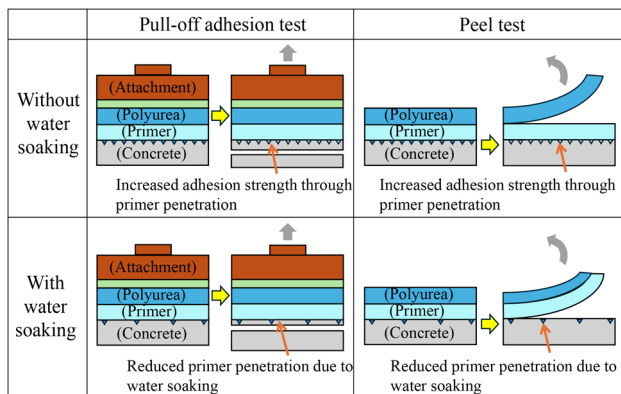 Pull-off adhesion test
Peel test
Without
water
soaking
(Attachment)
(Polyurea)
(Primer)
(Concrete)
Increased adhesion strength through
primer penetration
(Polyurea)
(Primer)
(Concrete)
Increased adhesion strength through
primer penetration
With
water
soaking
(Attachment)
(Polyurea)
(Primer)
(Concrete)
Reduced primer penetration due to
water soaking
(Polyurea)
(Primer)
(Concrete)
Reduced primer penetration due to
water soaking